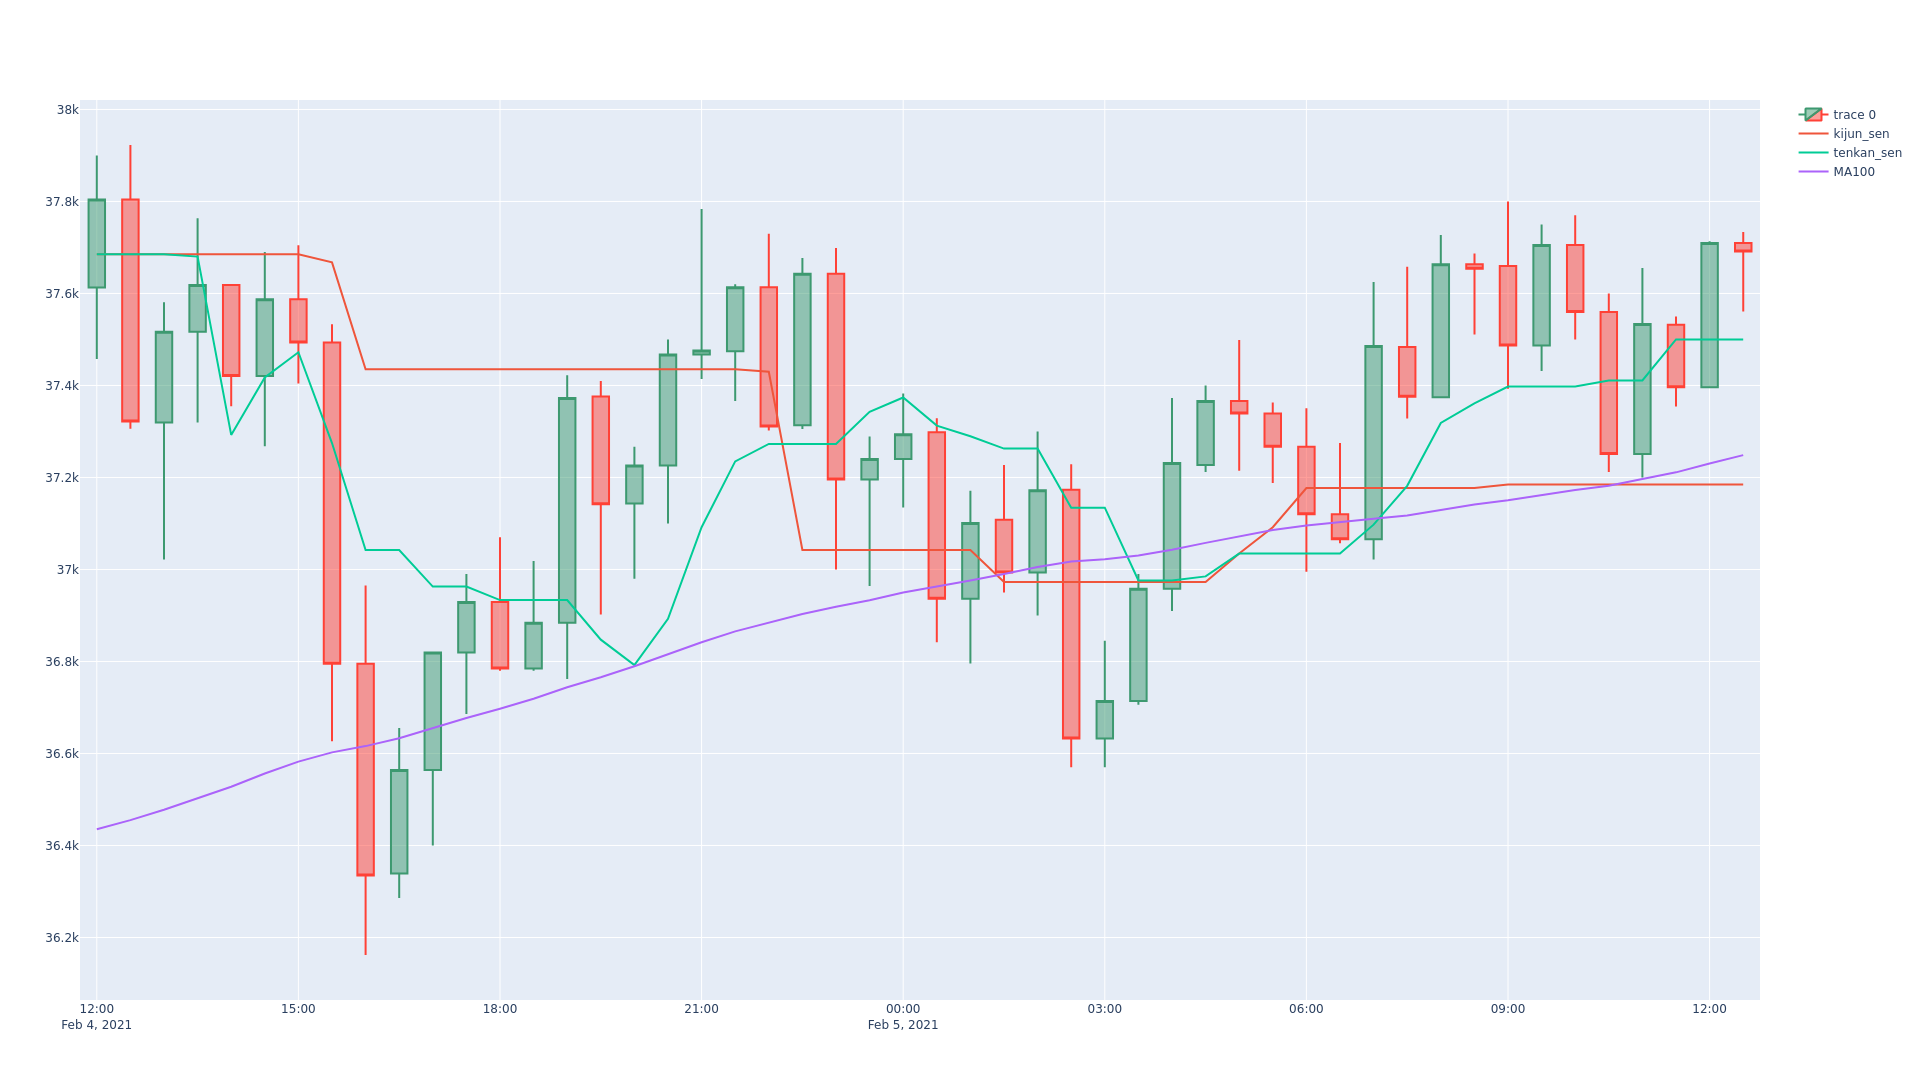 38k
37.8k
37.6k
37.4k
37.2k
37k
36.8k
36.6k
36.4k
36.2k
12:00 15:00 18:00 21:00 00:00 03:00 06:00 09:00 12:00
Feb 4, 2021 Feb 5, 2021
trace 0
kijun_sen
tenkan_sen
MA100